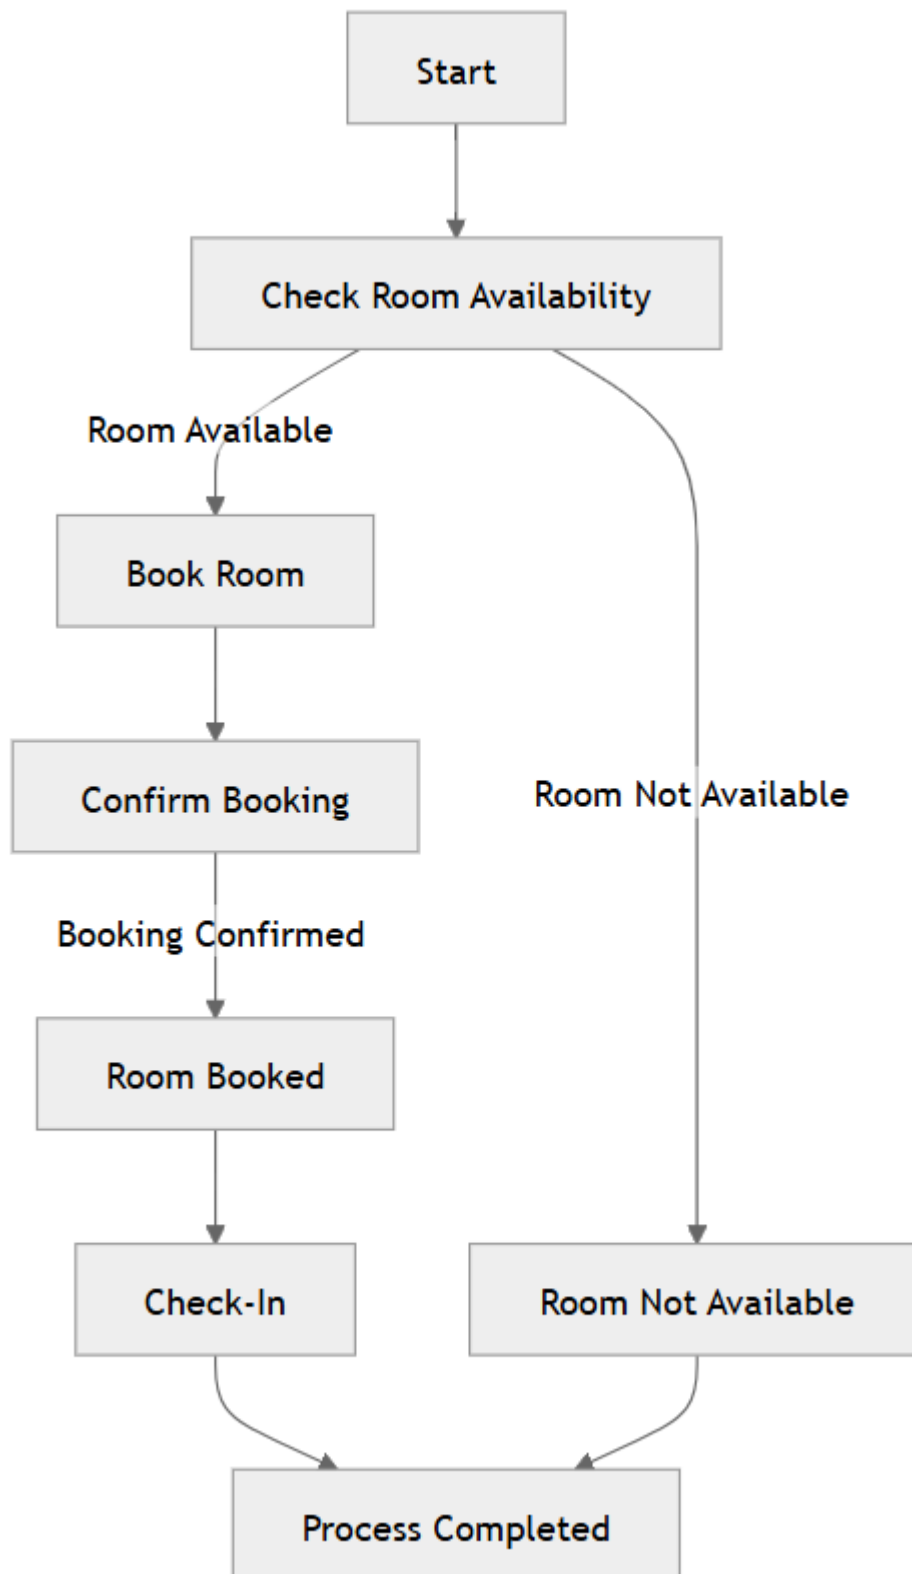 Start
Check Room Availability
Room Available
Book Room
Confirm Booking
Room Not Available
Booking Confirmed
Room Booked
Check-In
Room Not Available
Process Completed